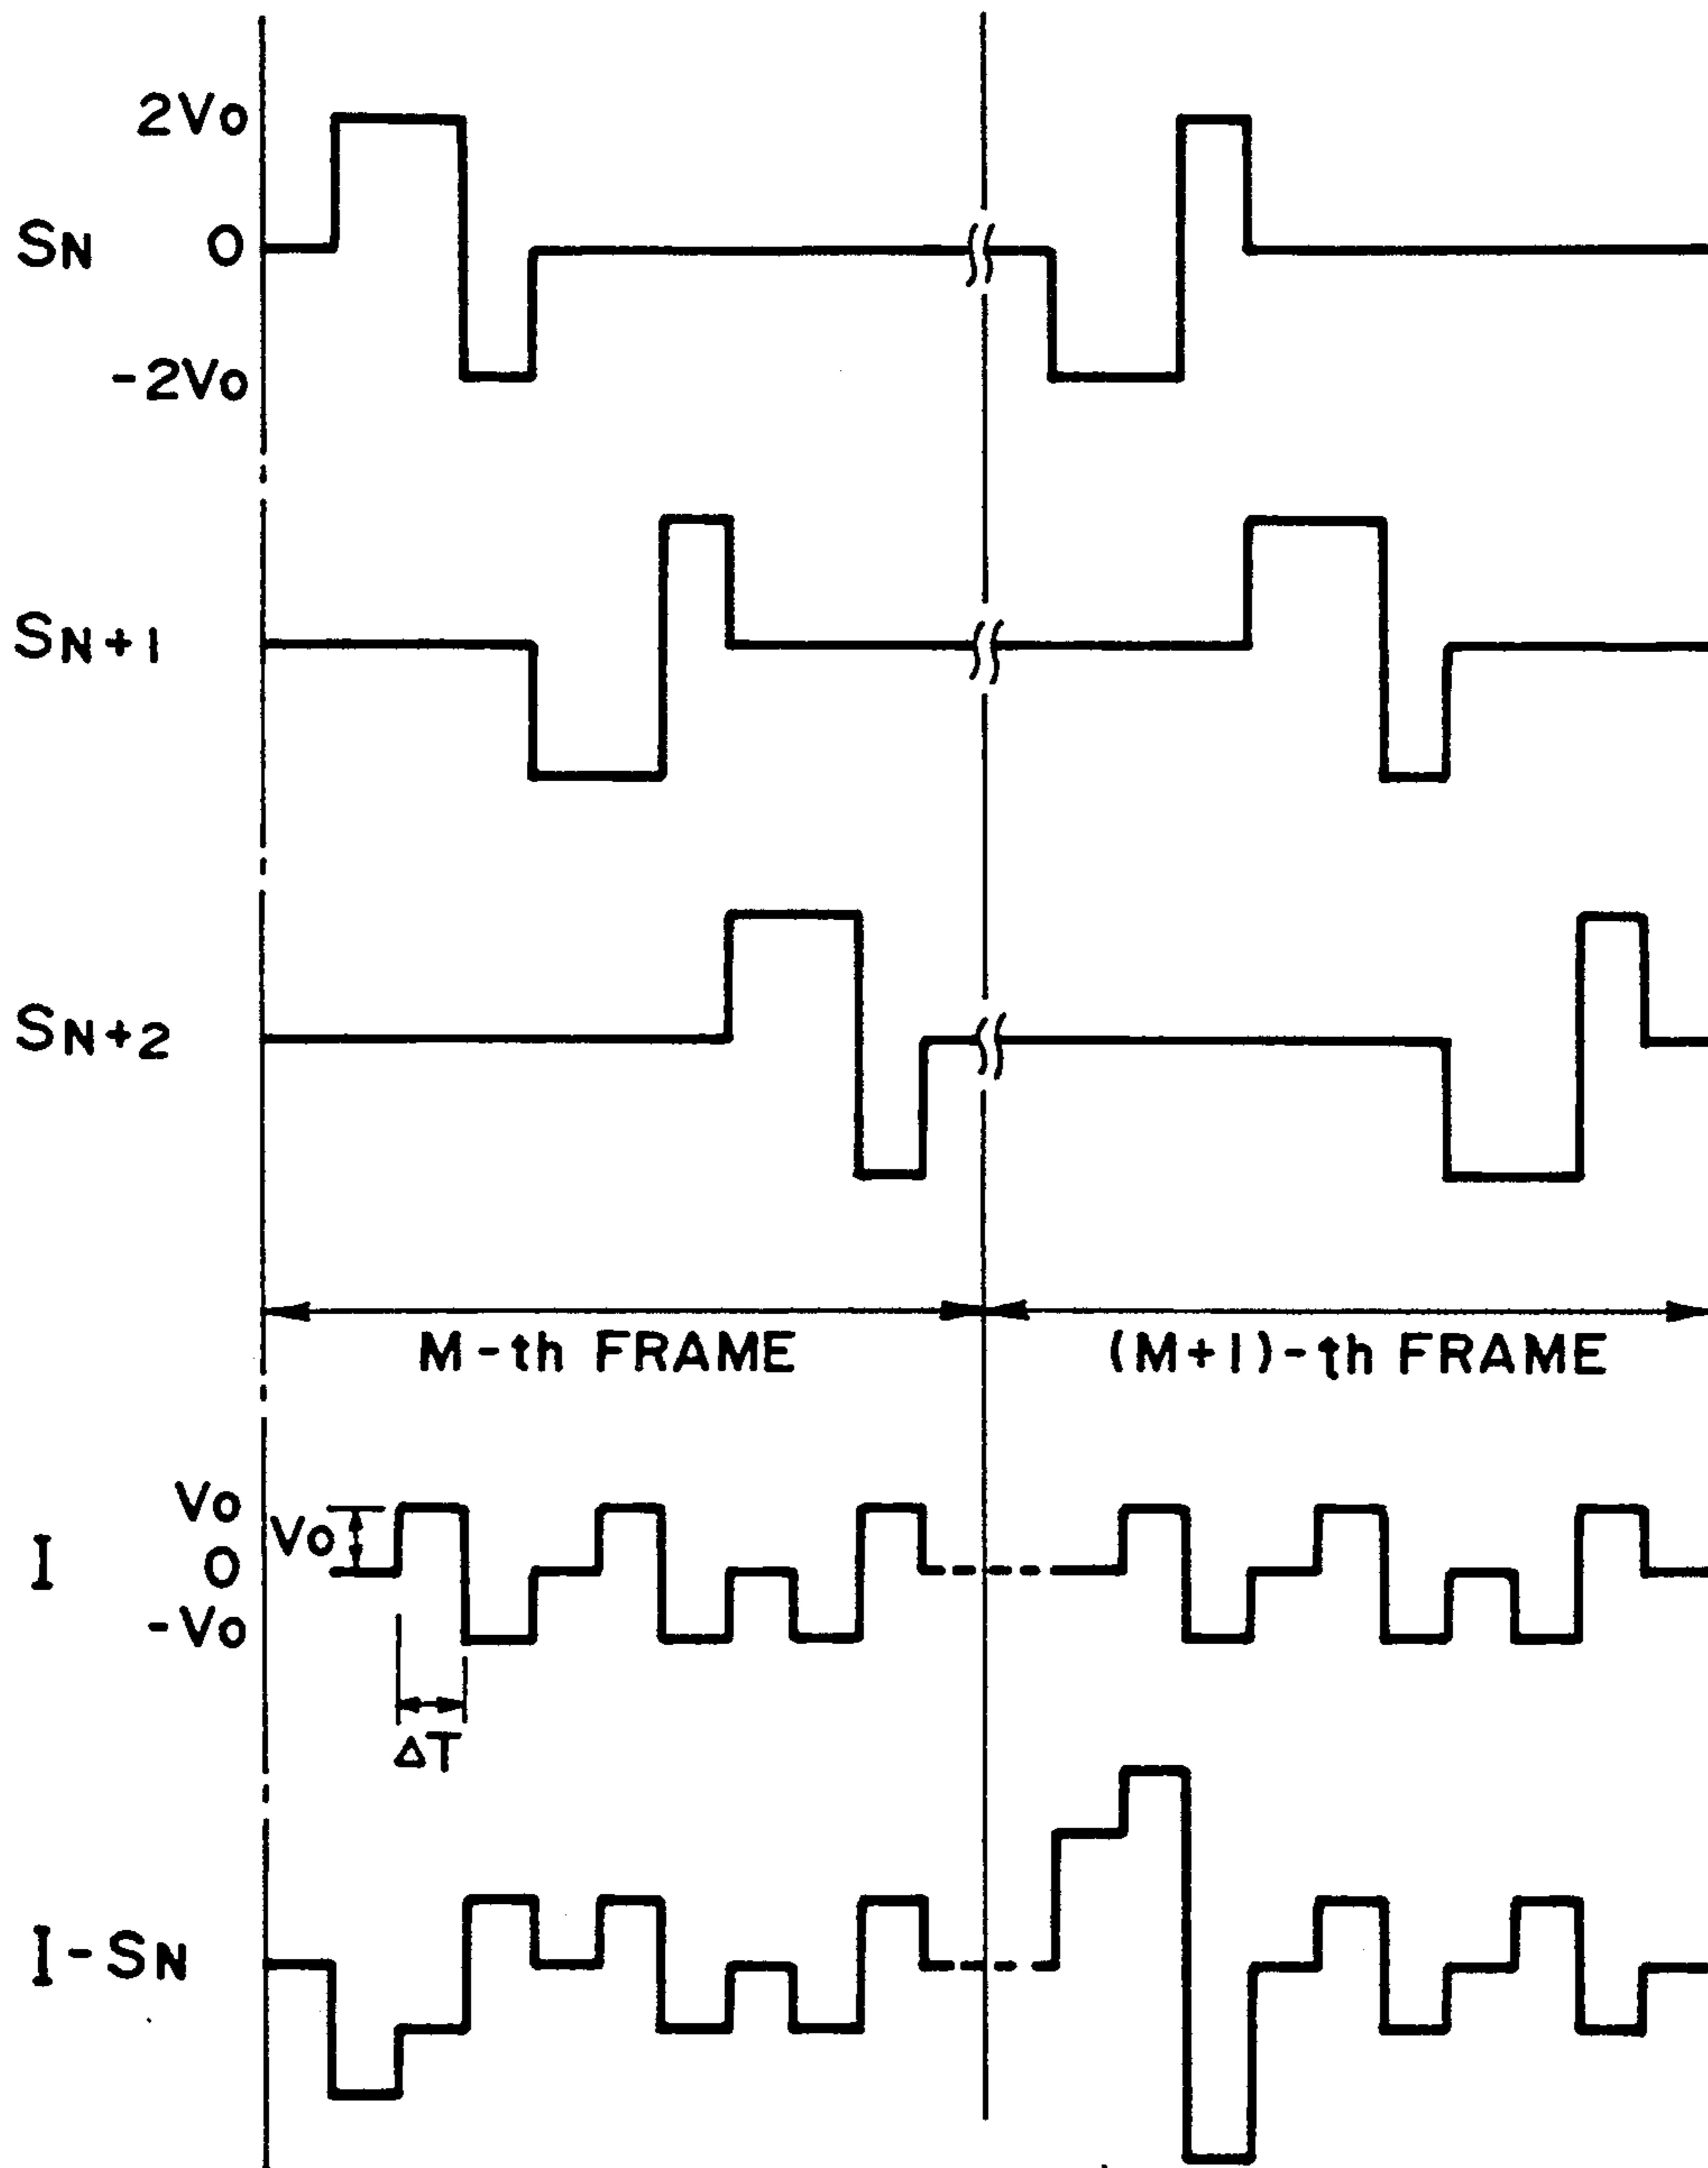 2Vo
SN 0
-2Vo
SN+1
SN+2
M-th FRAME (M+1)-th FRAME
Vo
Vo
I 0
-Vo
ΔT
I-SN